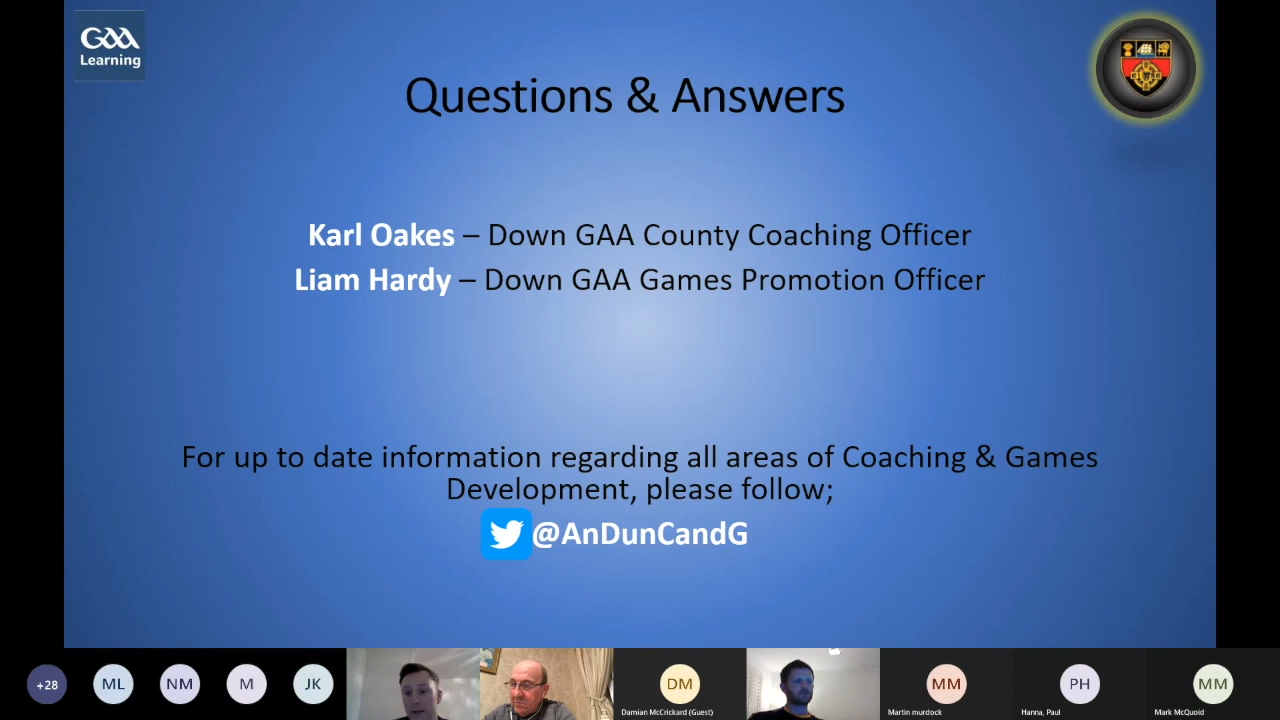 GAA
Learning
Questions & Answers
Karl Oakes – Down GAA County Coaching Officer
Liam Hardy – Down GAA Games Promotion Officer
For up to date information regarding all areas of Coaching & Games
Development, please follow;
@AnDunCandG
+28
ML
NM
M
JK
DM
Damian McCrickard (Guest)
MM
Martin murdock
PH
Hanna, Paul
MM
Mark McQuoid